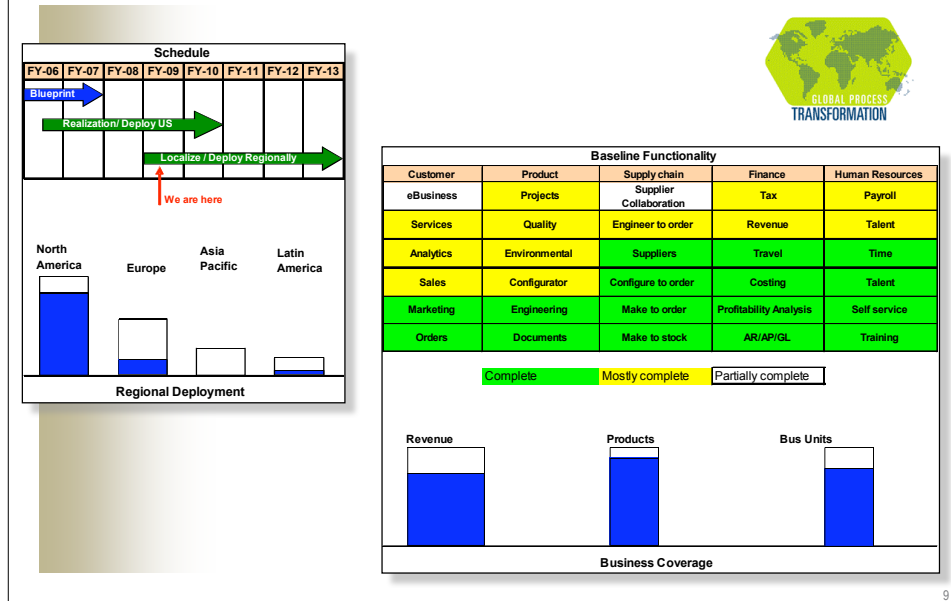 Schedule
FY-06 FY-07 FY-08 FY-09 FY-10 FY-11 FY-12 FY-13
Blueprint
Realization/ Deploy US
Localize / Deploy Regionally
We are here
North
America
Europe
Asia
Pacific
Latin
America
Regional Deployment
GLOBAL PROCESS
TRANSFORMATION
Baseline Functionality
Customer Product Supply chain Finance Human Resources
eBusiness Projects Supplier Collaboration Tax Payroll
Services Quality Engineer to order Revenue Talent
Analytics Environmental Suppliers Travel Time
Sales Configurator Configure to order Costing Talent
Marketing Engineering Make to order Profitability Analysis Self service
Orders Documents Make to stock AR/AP/GL Training
Complete Mostly complete Partially complete
Revenue Products Bus Units
Business Coverage
9